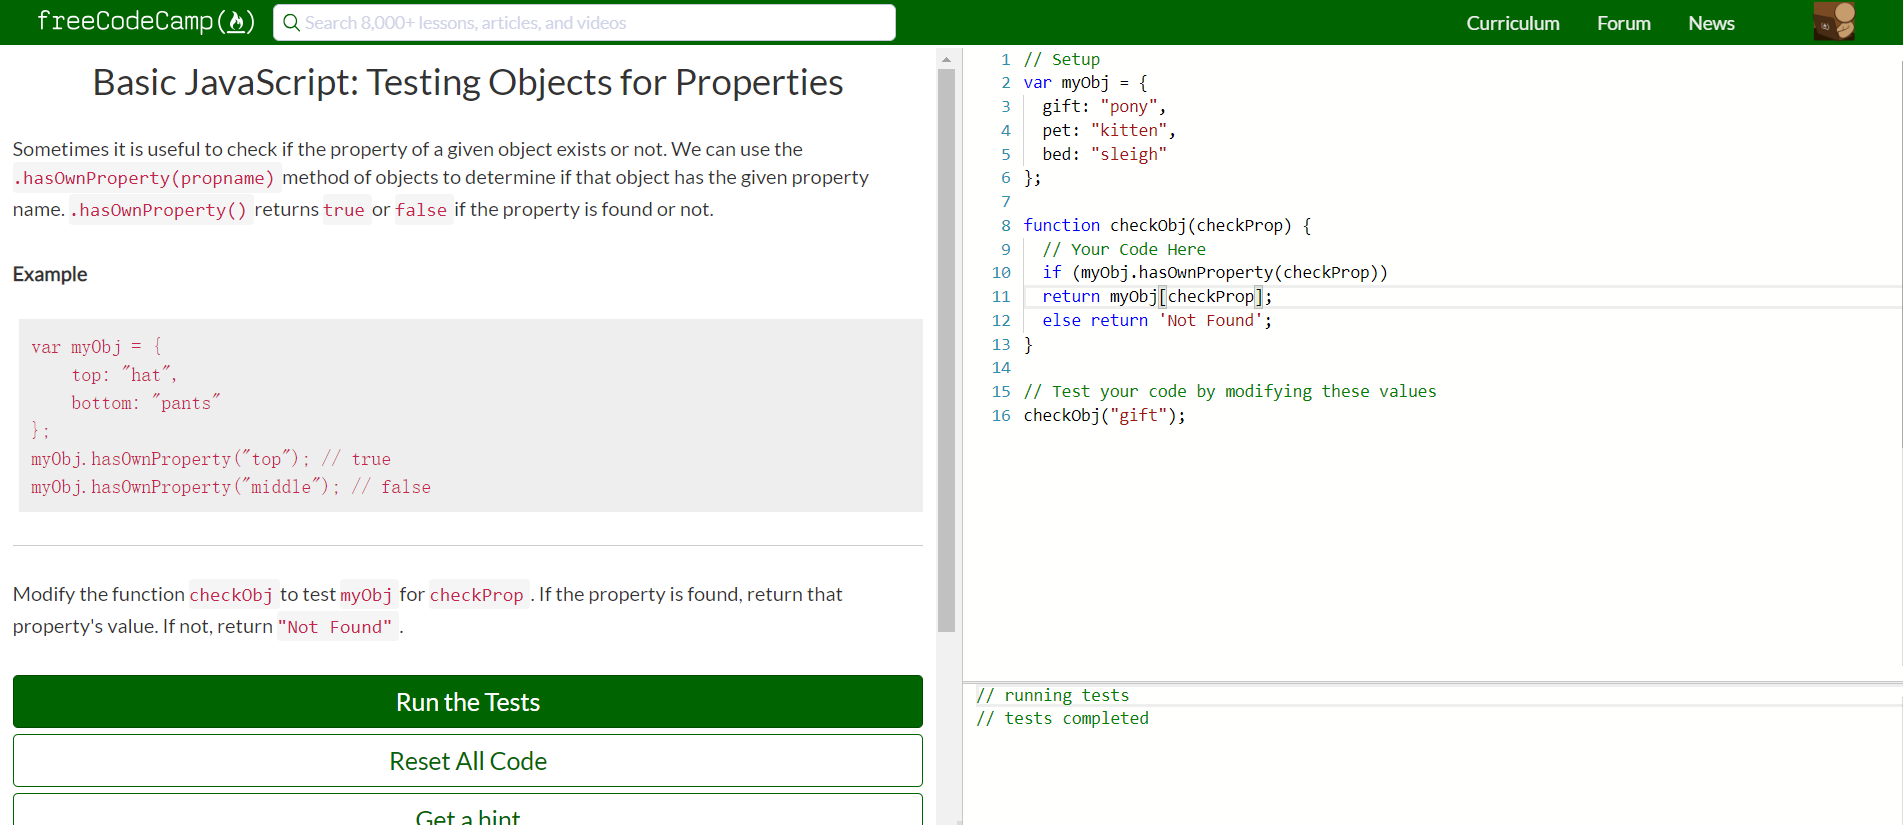 freeCodeCamp
Search 8,000+ lessons, articles, and videos
Curriculum
Forum
News
Basic JavaScript: Testing Objects for Properties
Sometimes it is useful to check if the property of a given object exists or not. We can use the
.hasOwnProperty(propname) method of objects to determine if that object has the given property
name. .hasOwnProperty() returns true or false if the property is found or not.
Example
var myObj = {
    top: "hat",
    bottom: "pants"
};
myObj.hasOwnProperty("top"); // true
myObj.hasOwnProperty("middle"); // false
Modify the function checkObj to test myObj for checkProp . If the property is found, return that
property's value. If not, return "Not Found" .
Run the Tests
Reset All Code
Get a hint
1 // Setup
2 var myObj = {
3   gift: "pony",
4   pet: "kitten",
5   bed: "sleigh"
6 };
7
8 function checkObj(checkProp) {
9   // Your Code Here
10   if (myObj.hasOwnProperty(checkProp))
11   return myObj[checkProp];
12   else return 'Not Found';
13 }
14
15 // Test your code by modifying these values
16 checkObj("gift");
// running tests
// tests completed